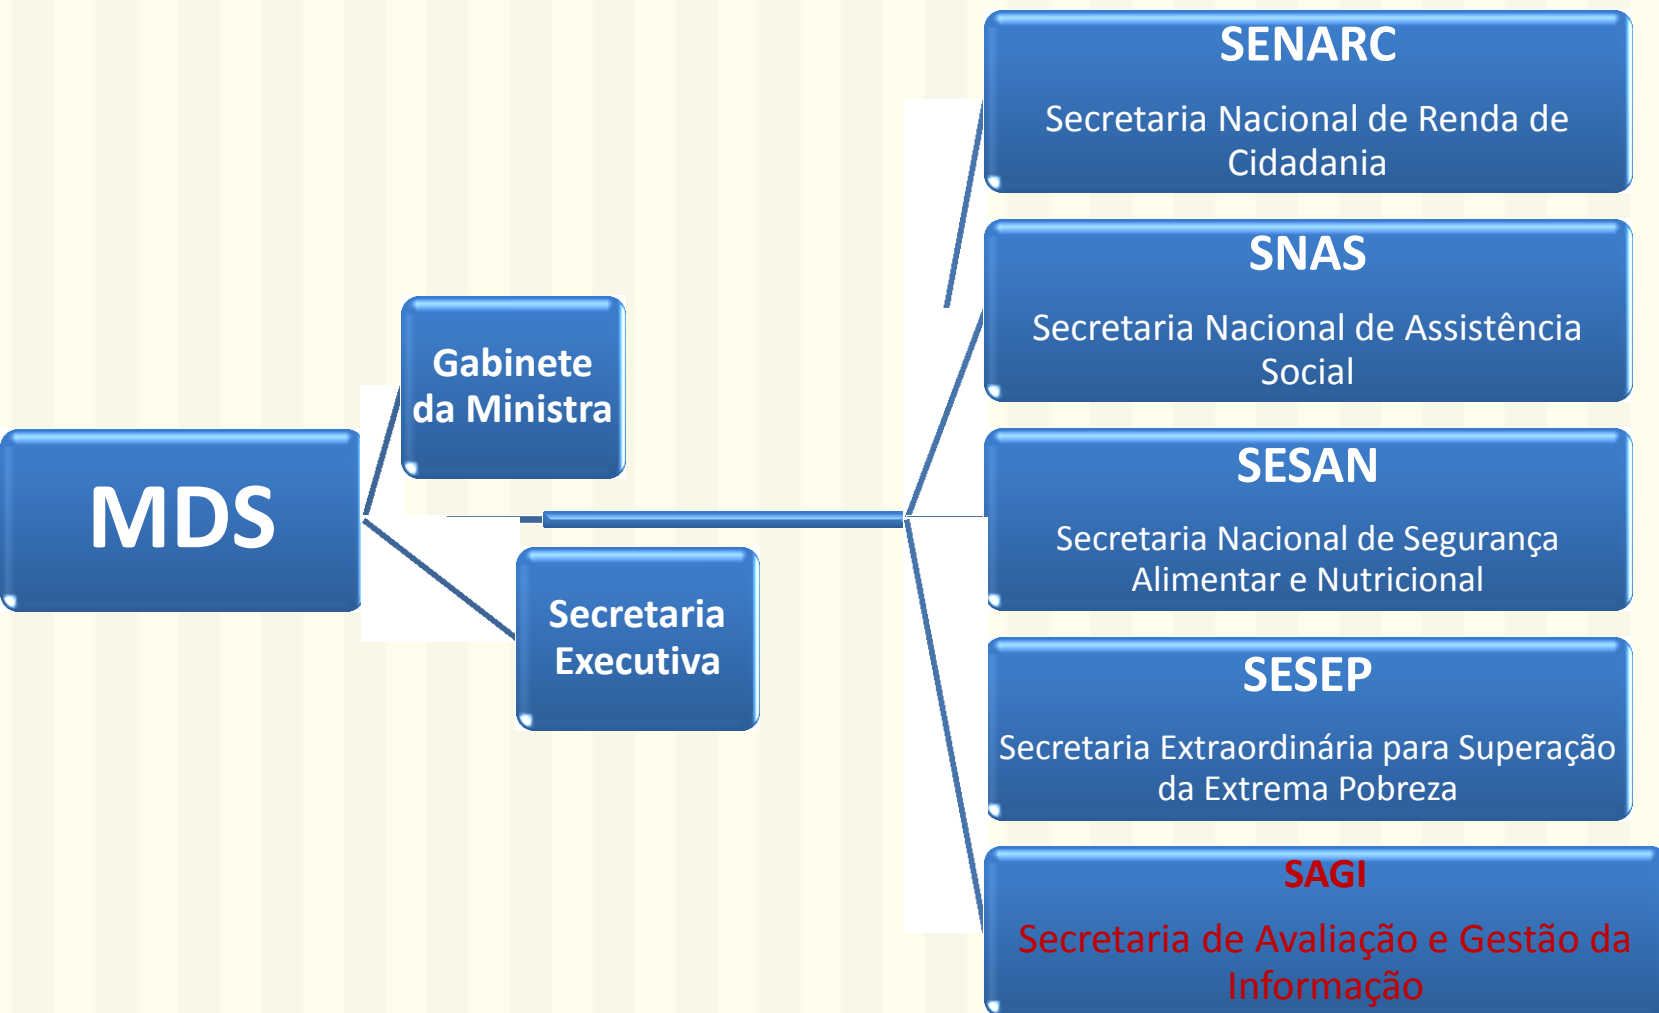 MDS
Gabinete
da Ministra
Secretaria
Executiva
SENARC
Secretaria Nacional de Renda de
Cidadania
SNAS
Secretaria Nacional de Assistência
Social
SESAN
Secretaria Nacional de Segurança
Alimentar e Nutricional
SESEP
Secretaria Extraordinária para Superação
da Extrema Pobreza
SAGI
Secretaria de Avaliação e Gestão da
Informação